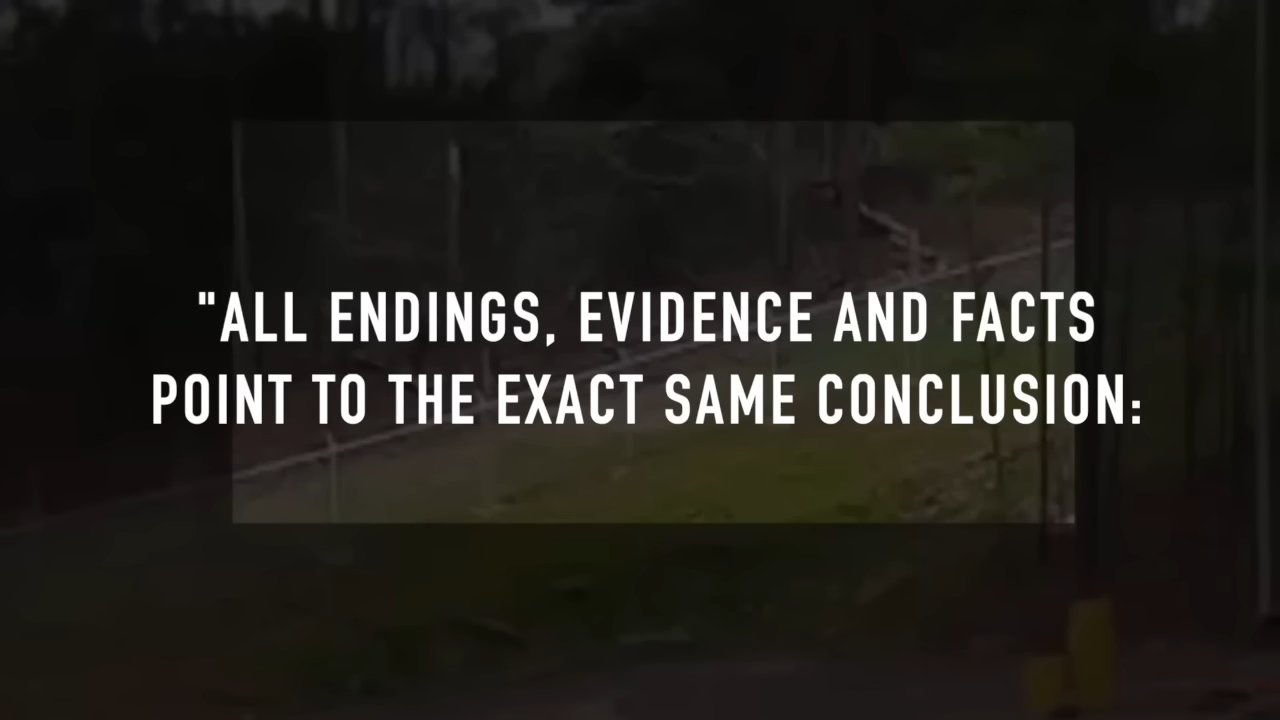 "ALL ENDINGS, EVIDENCE AND FACTS
POINT TO THE EXACT SAME CONCLUSION: